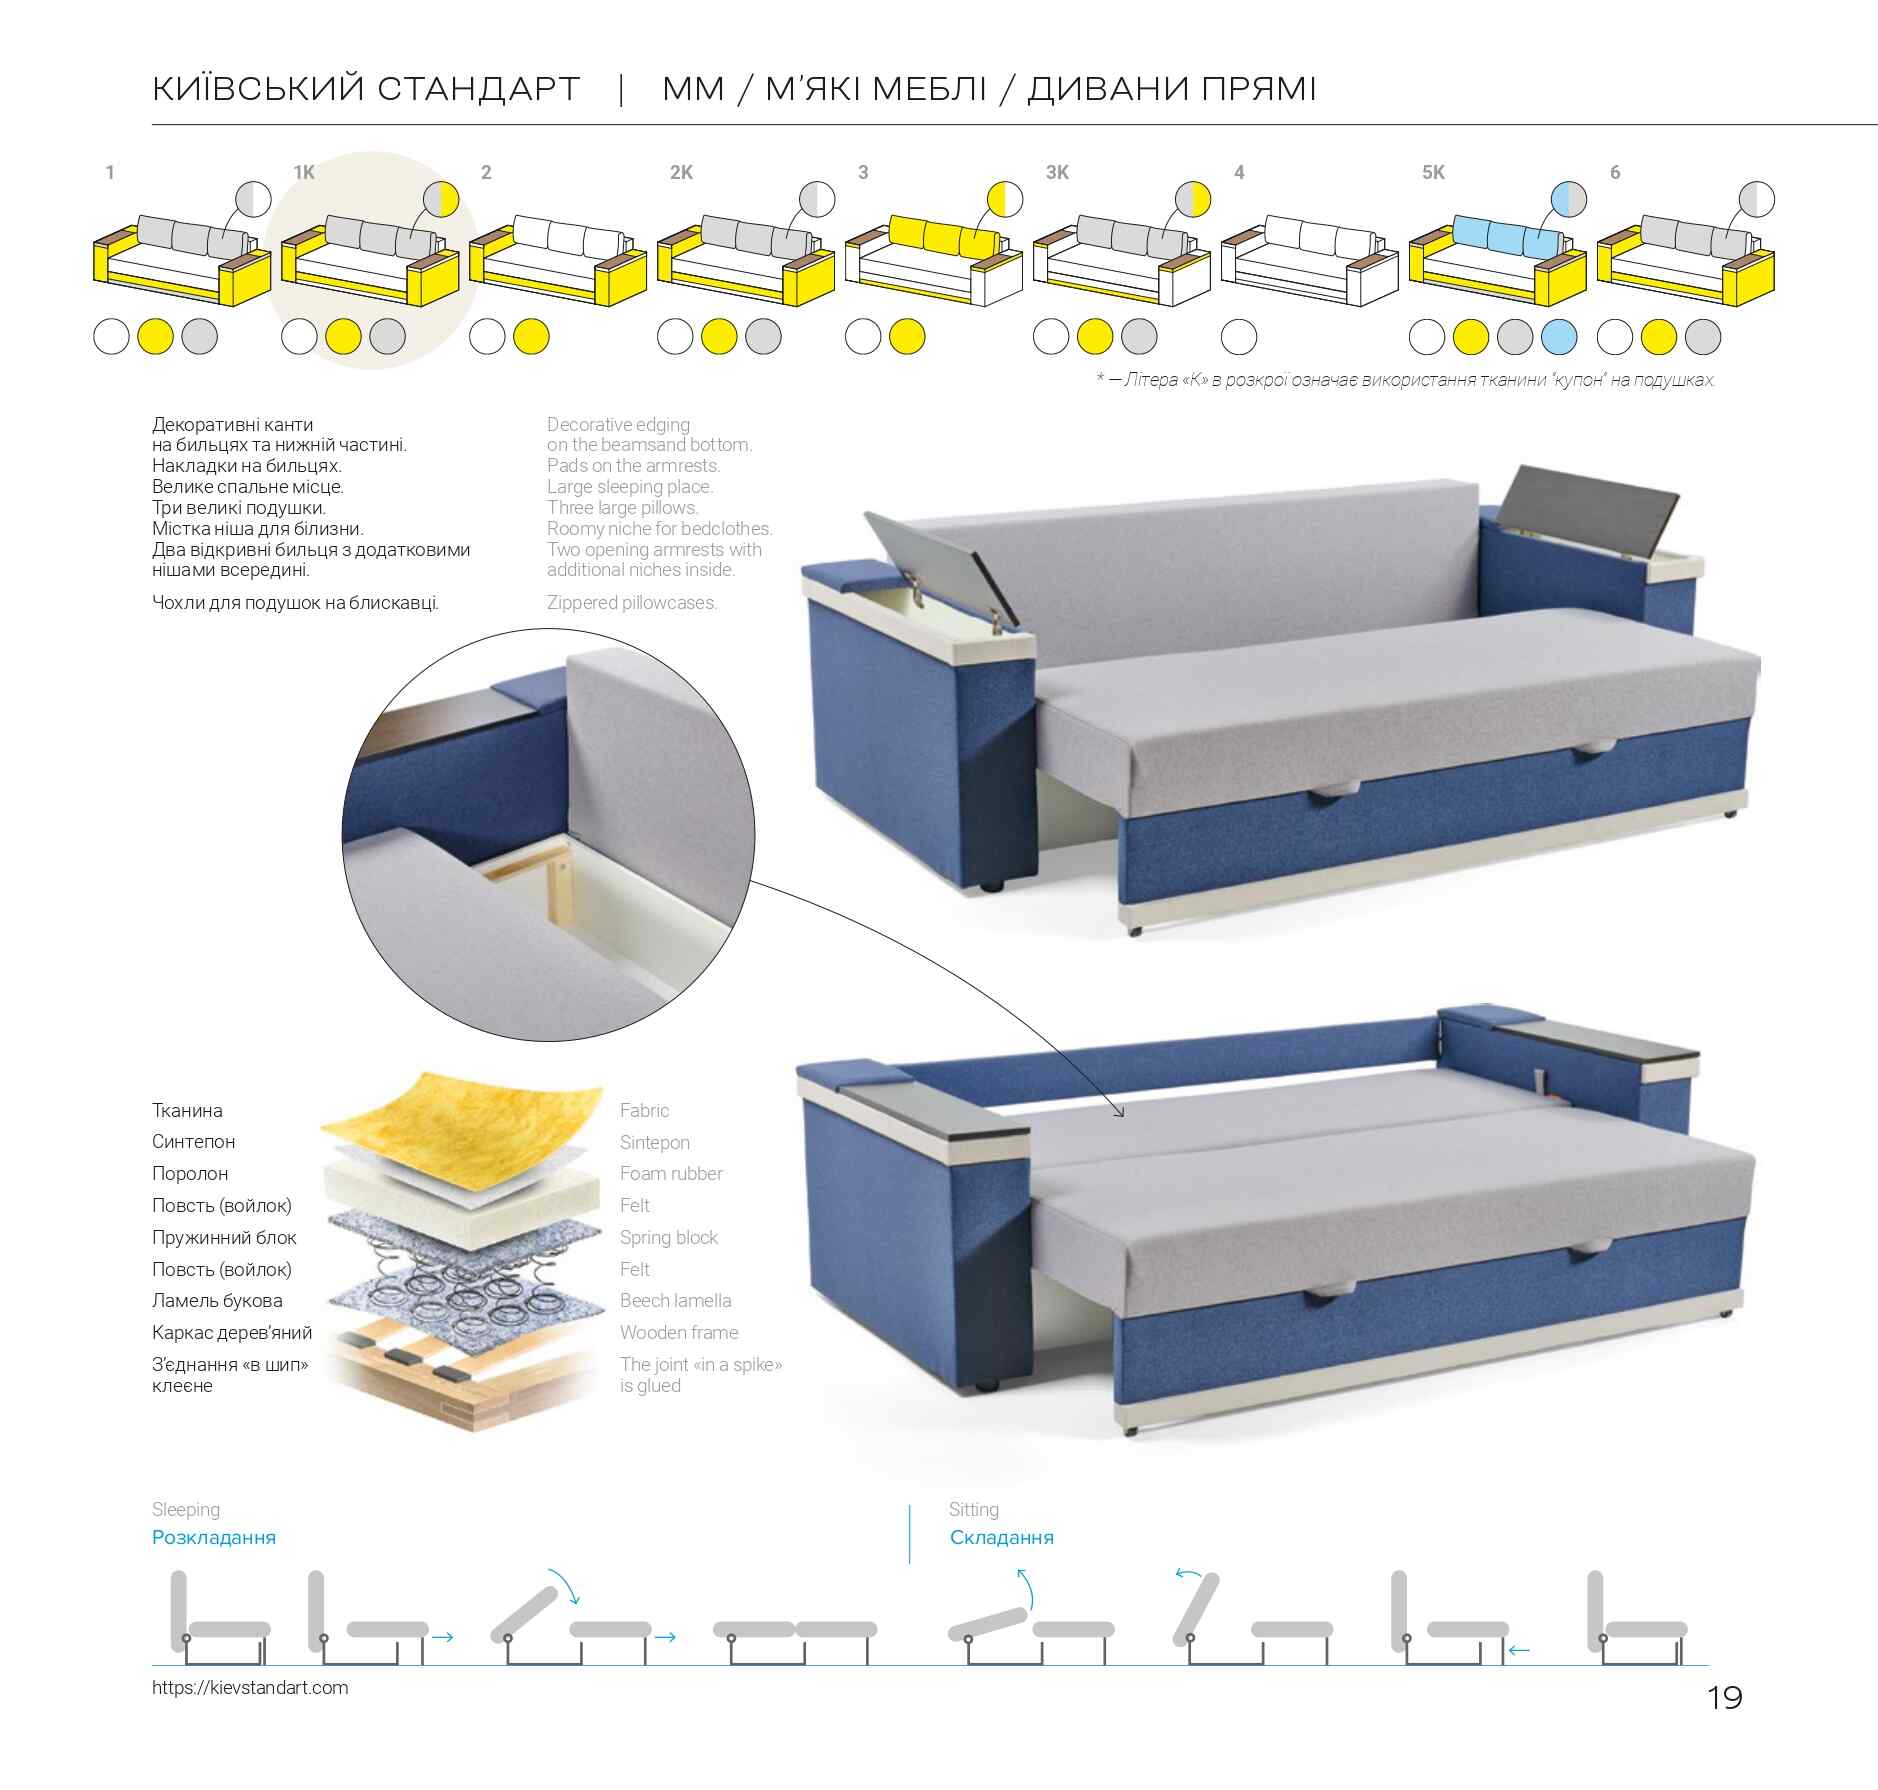 КИЇВСЬКИЙ СТАНДАРТ | ММ / М’ЯКІ МЕБЛІ / ДИВАНИ ПРЯМІ
1 1K 2 2K 3 3K 4 5K 6
* — Літера «К» в розкрої означає використання тканини "купон" на подушках.
Декоративні канти
на бильцях та нижній частині.
Накладки на бильцях.
Велике спальне місце.
Три великі подушки.
Містка ніша для білизни.
Два відкривні бильця з додатковими
нішами всередині.
Чохли для подушок на блискавці.
Decorative edging
on the beamsand bottom.
Pads on the armrests.
Large sleeping place.
Three large pillows.
Roomy niche for bedclothes.
Two opening armrests with
additional niches inside.
Zippered pillowcases.
Тканина
Синтепон
Поролон
Повсть (войлок)
Пружинний блок
Повсть (войлок)
Ламель букова
Каркас дерев’яний
З’єднання «в шип»
клеєне
Fabric
Sintepon
Foam rubber
Felt
Spring block
Felt
Beech lamella
Wooden frame
The joint «in a spike»
is glued
Sleeping
Розкладання
Sitting
Складання
https://kievstandart.com
19